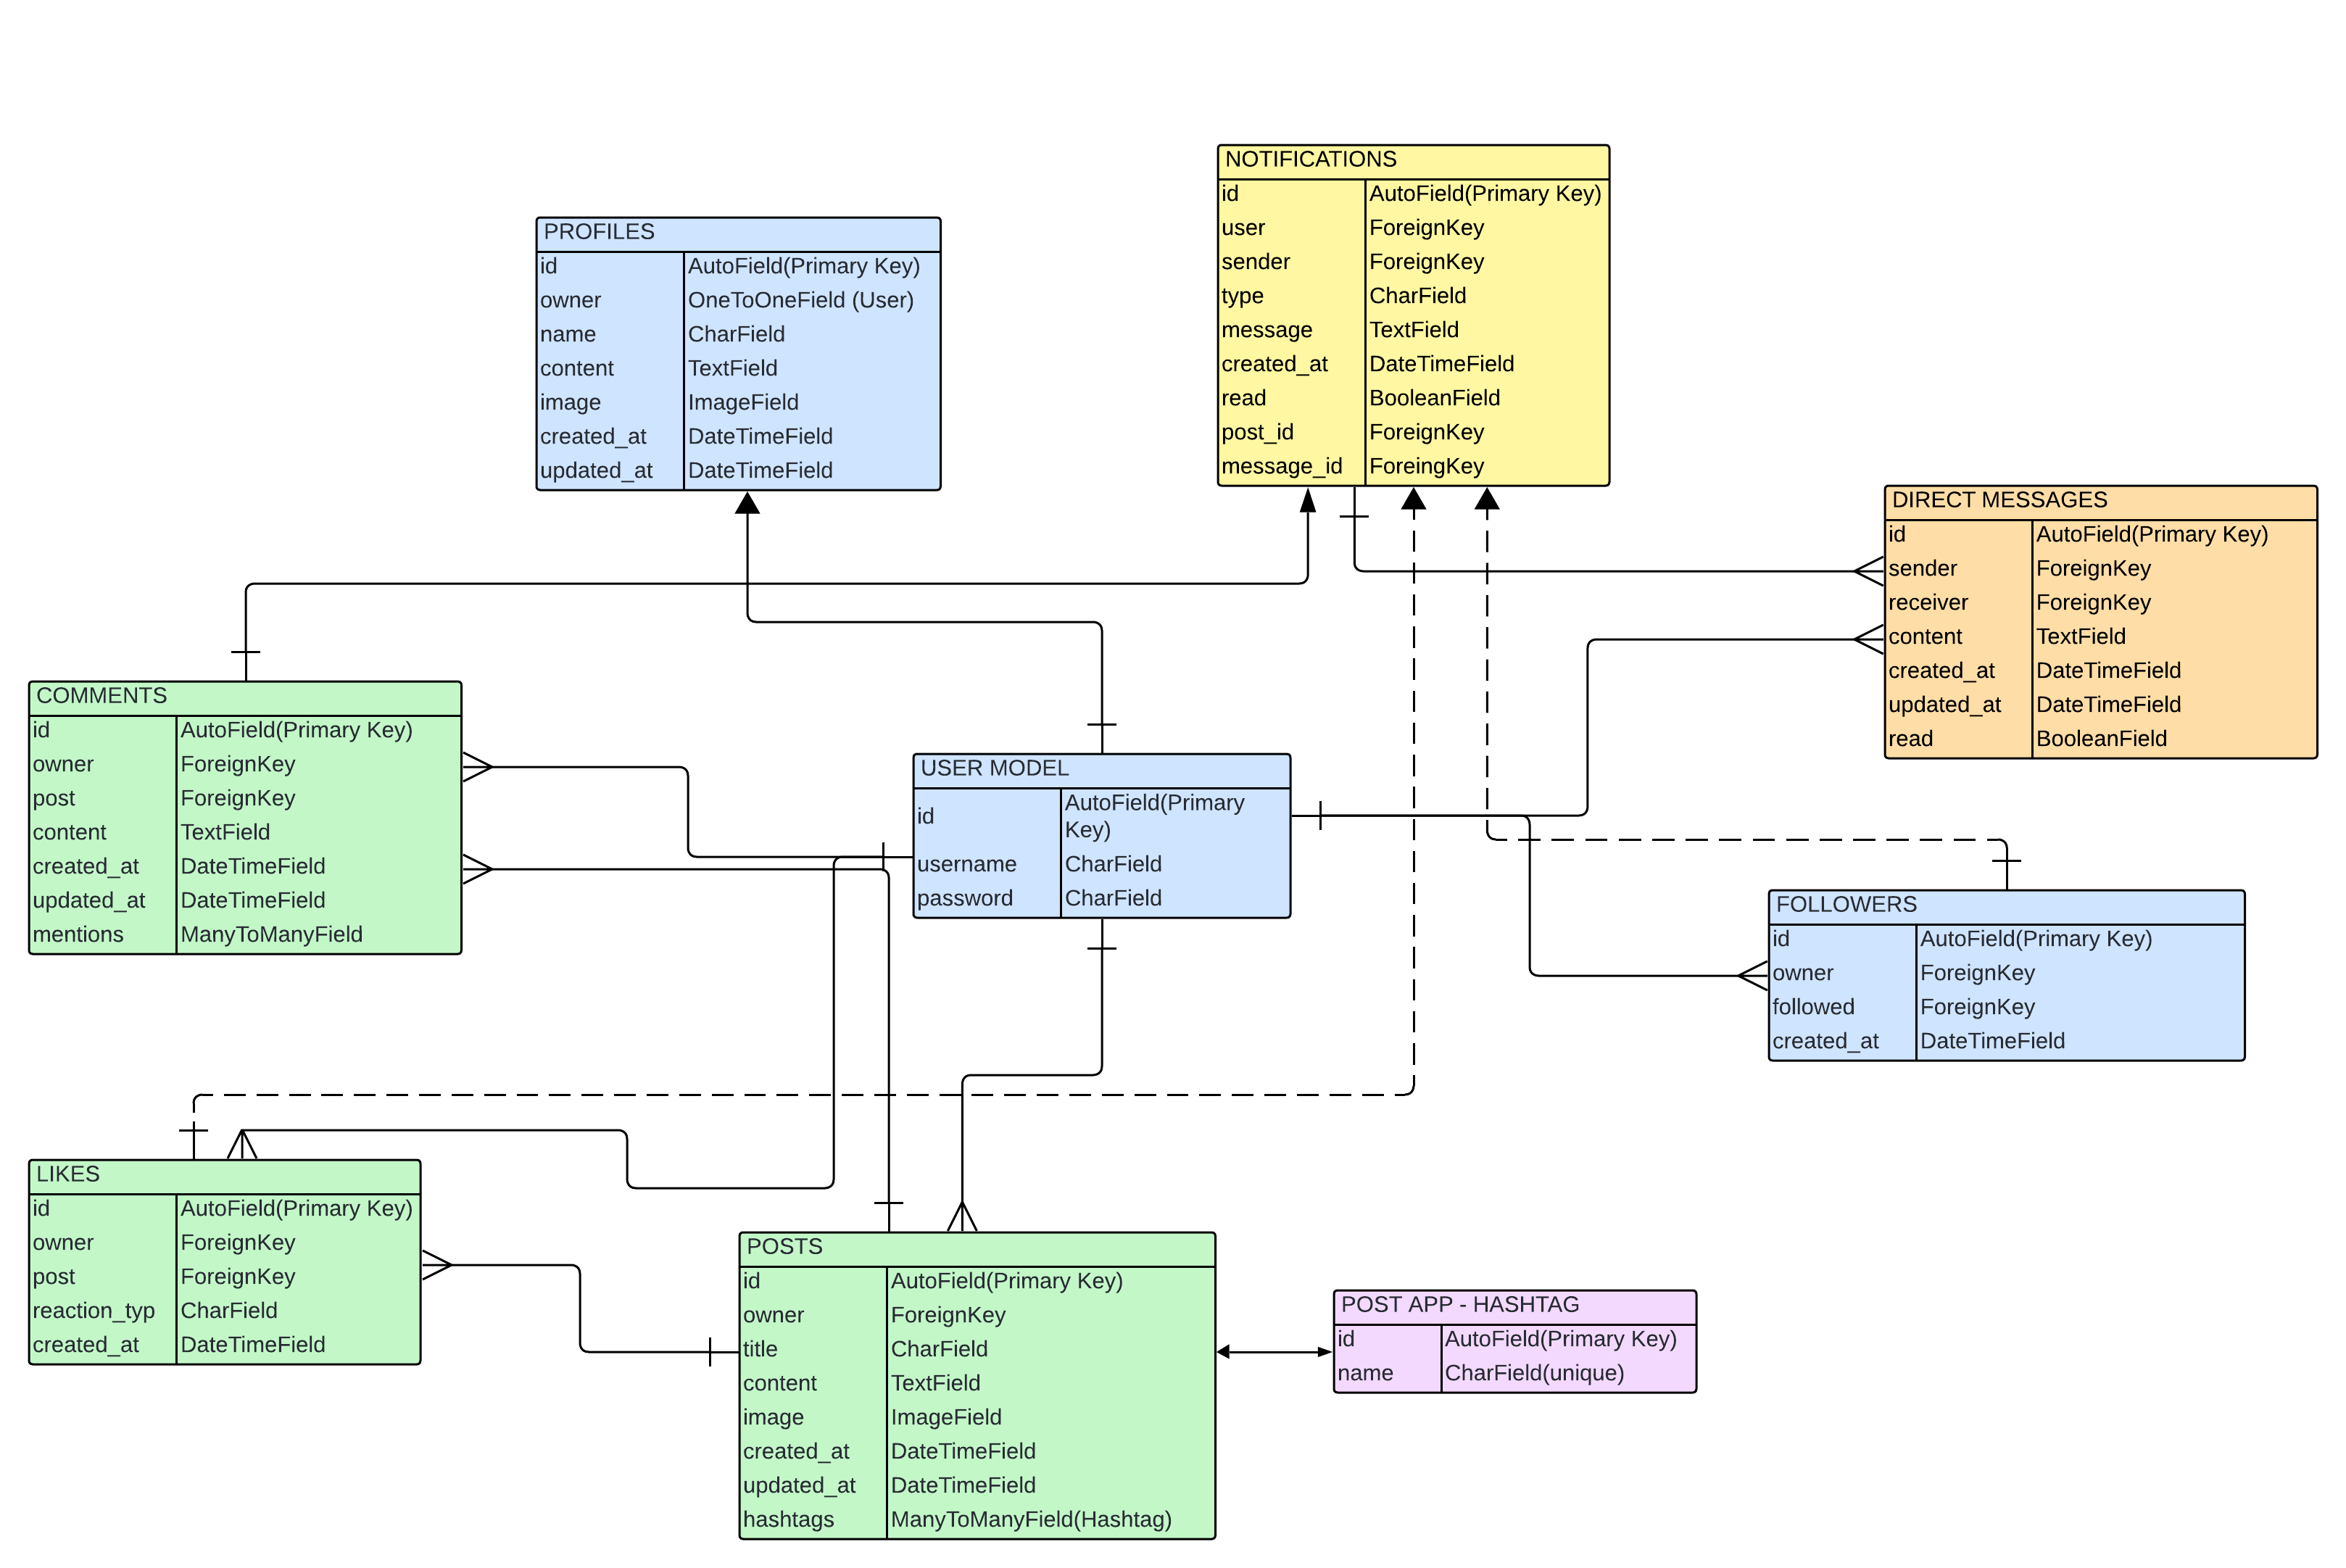 NOTIFICATIONS
id AutoField(Primary Key)
user ForeignKey
sender ForeignKey
type CharField
message TextField
created_at DateTimeField
read BooleanField
post_id ForeignKey
message_id ForeingKey
PROFILES
id AutoField(Primary Key)
owner OneToOneField (User)
name CharField
content TextField
image ImageField
created_at DateTimeField
updated_at DateTimeField
DIRECT MESSAGES
id AutoField(Primary Key)
sender ForeignKey
receiver ForeignKey
content TextField
created_at DateTimeField
updated_at DateTimeField
read BooleanField
COMMENTS
id AutoField(Primary Key)
owner ForeignKey
post ForeignKey
content TextField
created_at DateTimeField
updated_at DateTimeField
mentions ManyToManyField
USER MODEL
id AutoField(Primary
Key)
username CharField
password CharField
FOLLOWERS
id AutoField(Primary Key)
owner ForeignKey
followed ForeignKey
created_at DateTimeField
LIKES
id AutoField(Primary Key)
owner ForeignKey
post ForeignKey
reaction_typ CharField
created_at DateTimeField
POSTS
id AutoField(Primary Key)
owner ForeignKey
title CharField
content TextField
image ImageField
created_at DateTimeField
updated_at DateTimeField
hashtags ManyToManyField(Hashtag)
POST APP - HASHTAG
id AutoField(Primary Key)
name CharField(unique)